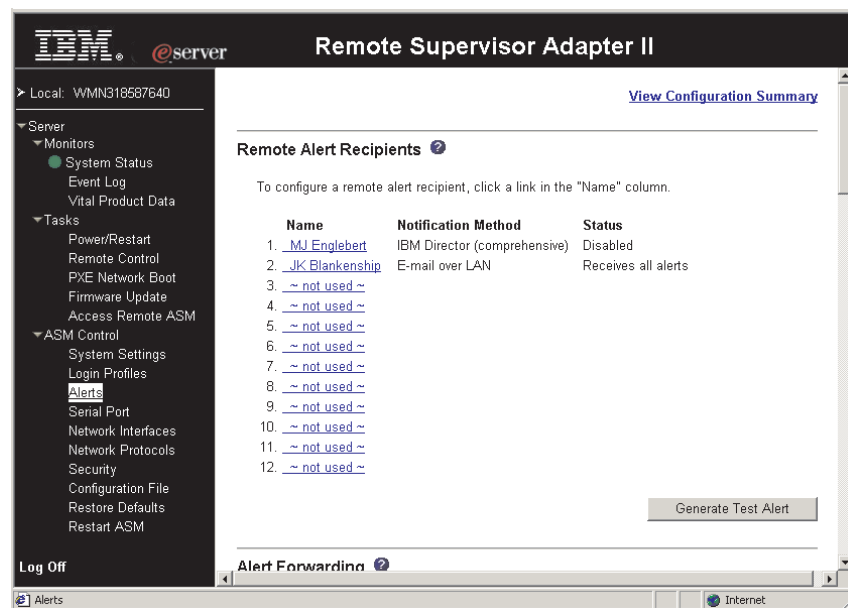 IBM® @server Remote Supervisor Adapter II
Local: WMN318587640
Server
Monitors
System Status
Event Log
Vital Product Data
Tasks
Power/Restart
Remote Control
PXE Network Boot
Firmware Update
Access Remote ASM
ASM Control
System Settings
Login Profiles
Alerts
Serial Port
Network Interfaces
Network Protocols
Security
Configuration File
Restore Defaults
Restart ASM
Log Off
View Configuration Summary
Remote Alert Recipients ?
To configure a remote alert recipient, click a link in the "Name" column.
Name Notification Method Status
1. MJ Englebert IBM Director (comprehensive) Disabled
2. JK Blankenship E-mail over LAN Receives all alerts
3. ~ not used ~
4. ~ not used ~
5. ~ not used ~
6. ~ not used ~
7. ~ not used ~
8. ~ not used ~
9. ~ not used ~
10. ~ not used ~
11. ~ not used ~
12. ~ not used ~
Generate Test Alert
Alert Forwarding ?
Alerts Internet